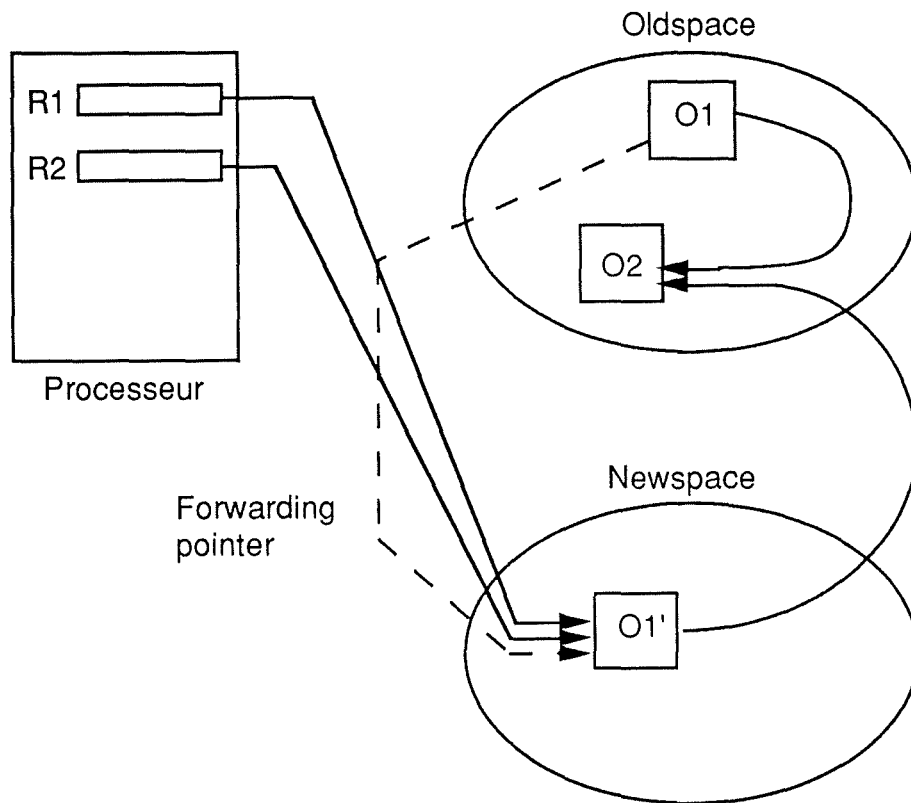 Oldspace
R1
O1
R2
O2
Processeur
Newspace
Forwarding
pointer
O1'